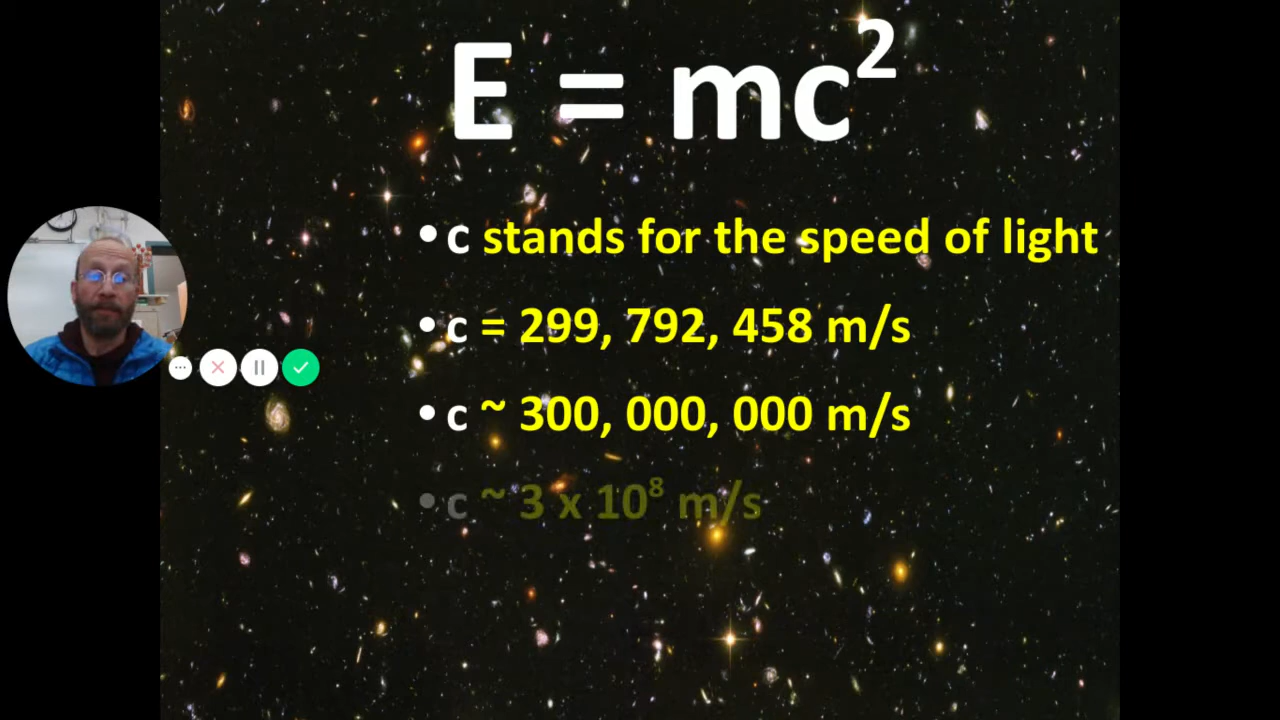 E = mc²
• c stands for the speed of light
• c = 299, 792, 458 m/s
• c ~ 300, 000, 000 m/s
• c ~ 3 x 10⁸ m/s